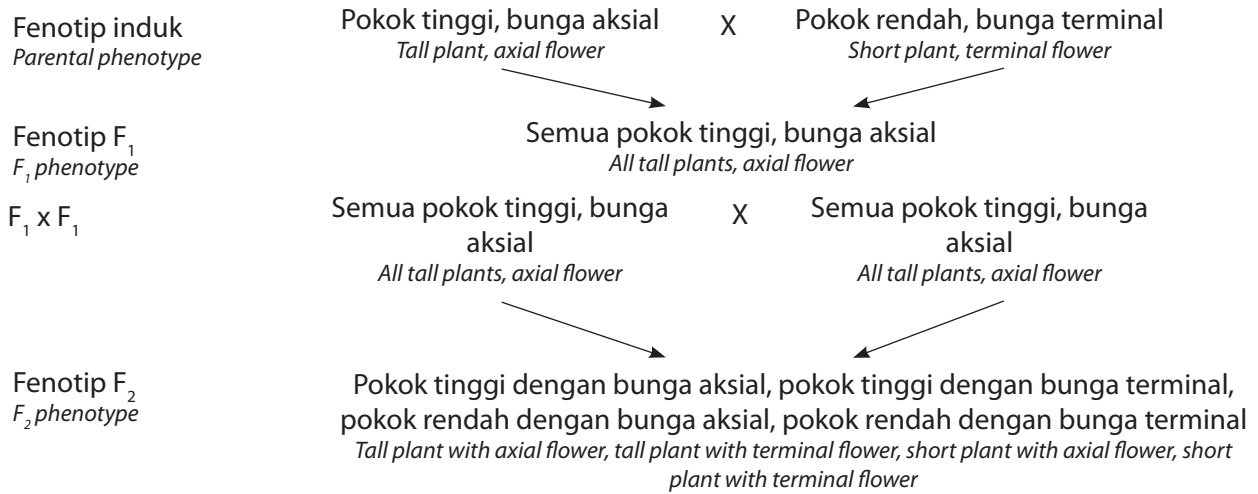 Fenotip induk
Parental phenotype
Pokok tinggi, bunga aksial X Pokok rendah, bunga terminal
Tall plant, axial flower Short plant, terminal flower
Fenotip F1
F1 phenotype
Semua pokok tinggi, bunga aksial
All tall plants, axial flower
F1 x F1
Semua pokok tinggi, bunga X Semua pokok tinggi, bunga
aksial aksial
All tall plants, axial flower All tall plants, axial flower
Fenotip F2
F2 phenotype
Pokok tinggi dengan bunga aksial, pokok tinggi dengan bunga terminal,
pokok rendah dengan bunga aksial, pokok rendah dengan bunga terminal
Tall plant with axial flower, tall plant with terminal flower, short plant with axial flower, short
plant with terminal flower